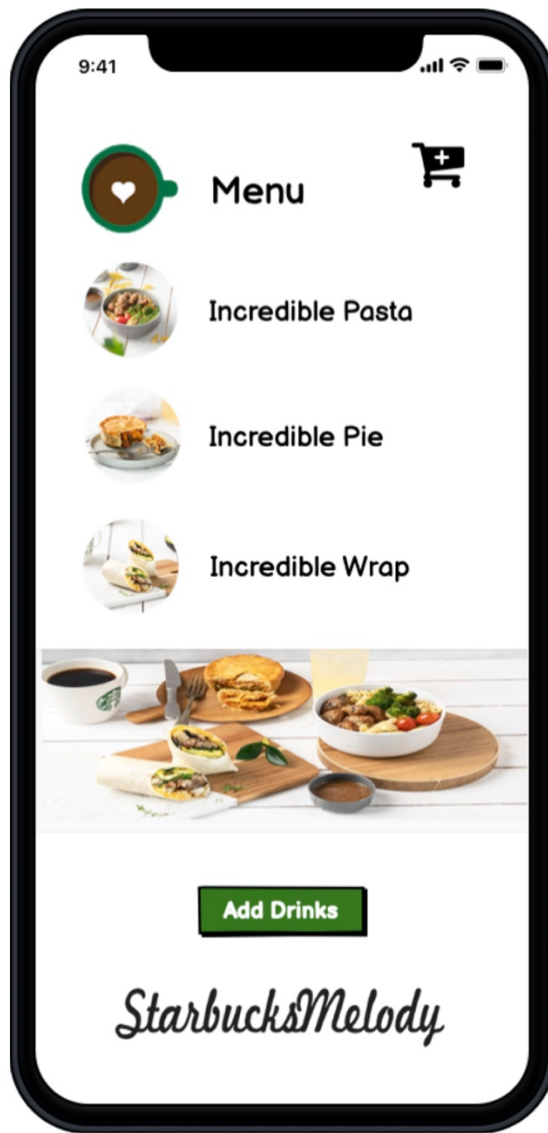 9:41
Menu
Incredible Pasta
Incredible Pie
Incredible Wrap
Add Drinks
StarbucksMelody